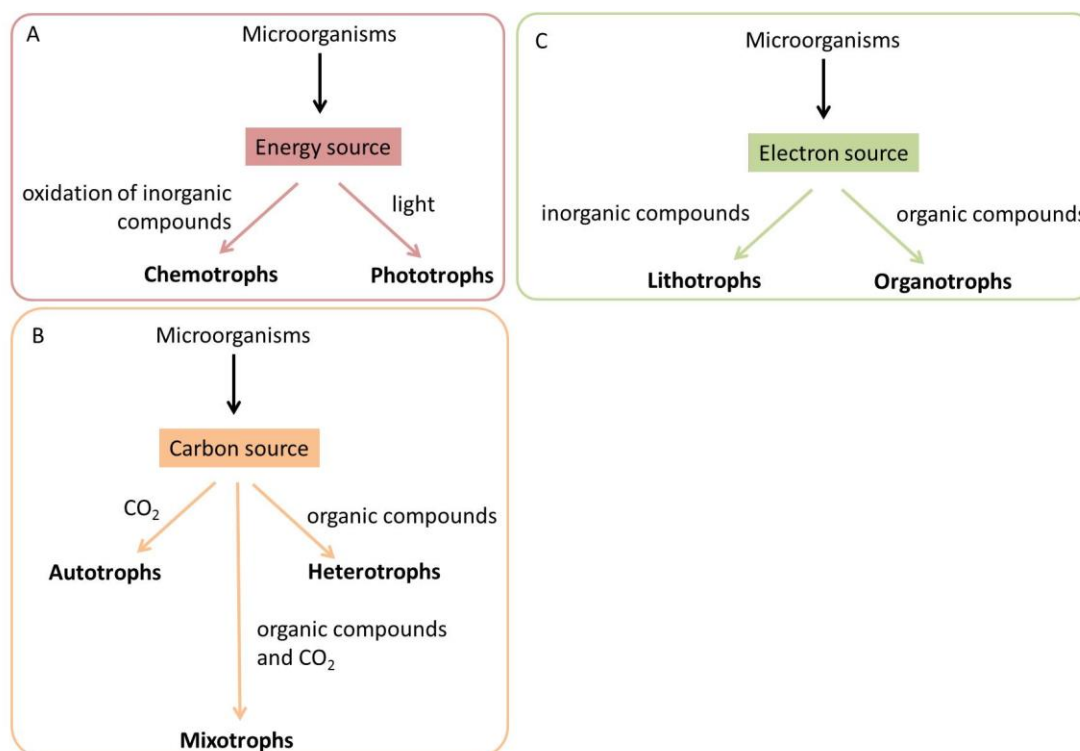 A
Microorganisms
Energy source
oxidation of inorganic
compounds
light
Chemotrophs
Phototrophs
C
Microorganisms
Electron source
inorganic compounds
organic compounds
Lithotrophs
Organotrophs
B
Microorganisms
Carbon source
CO₂
organic compounds
Autotrophs
Heterotrophs
organic compounds
and CO₂
Mixotrophs